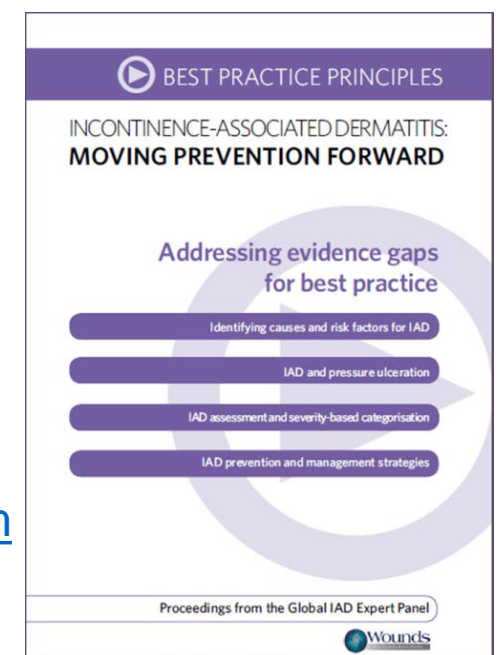 BEST PRACTICE PRINCIPLES
INCONTINENCE-ASSOCIATED DERMATITIS:
MOVING PREVENTION FORWARD
Addressing evidence gaps
for best practice
Identifying causes and risk factors for IAD
IAD and pressure ulceration
IAD assessment and severity-based categorisation
IAD prevention and management strategies
n
Proceedings from the Global IAD Expert Panel
Wounds